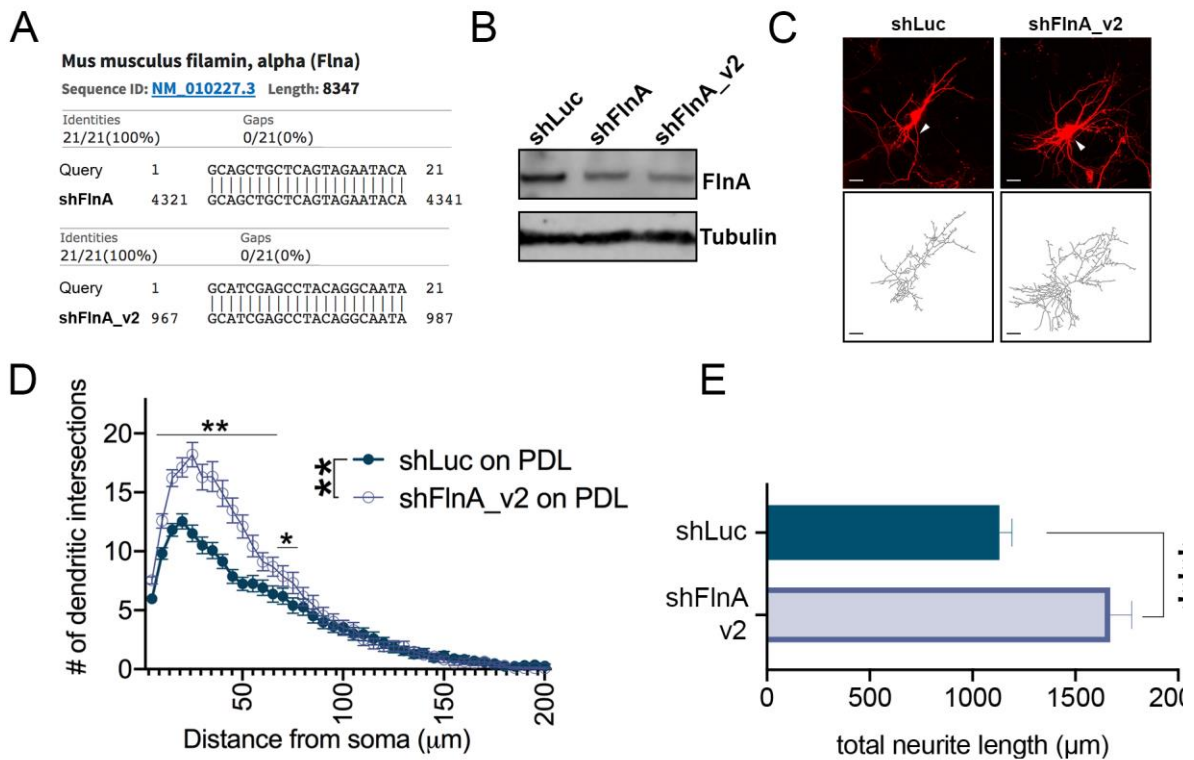 A
Mus musculus filamin, alpha (Flna)
Sequence ID: NM_010227.3 Length: 8347
Identities Gaps
21/21(100%) 0/21(0%)
Query 1 GCAGCTGCTCAGTAGAATACA 21
|||||||||||||||||||||
shFlnA 4321 GCAGCTGCTCAGTAGAATACA 4341
Identities Gaps
21/21(100%) 0/21(0%)
Query 1 GCATCGAGCCTACAGGCAATA 21
|||||||||||||||||||||
shFlnA_v2 967 GCATCGAGCCTACAGGCAATA 987
B
shLuc shFlnA shFlnA_v2
FlnA
Tubulin
C
shLuc shFlnA_v2
D
# of dendritic intersections
20
15
10
5
0
50 100 150 200
Distance from soma (μm)
**
*
** shLuc on PDL
shFlnA_v2 on PDL
E
shLuc
shFlnA
v2
0 500 1000 1500 200
total neurite length (μm)